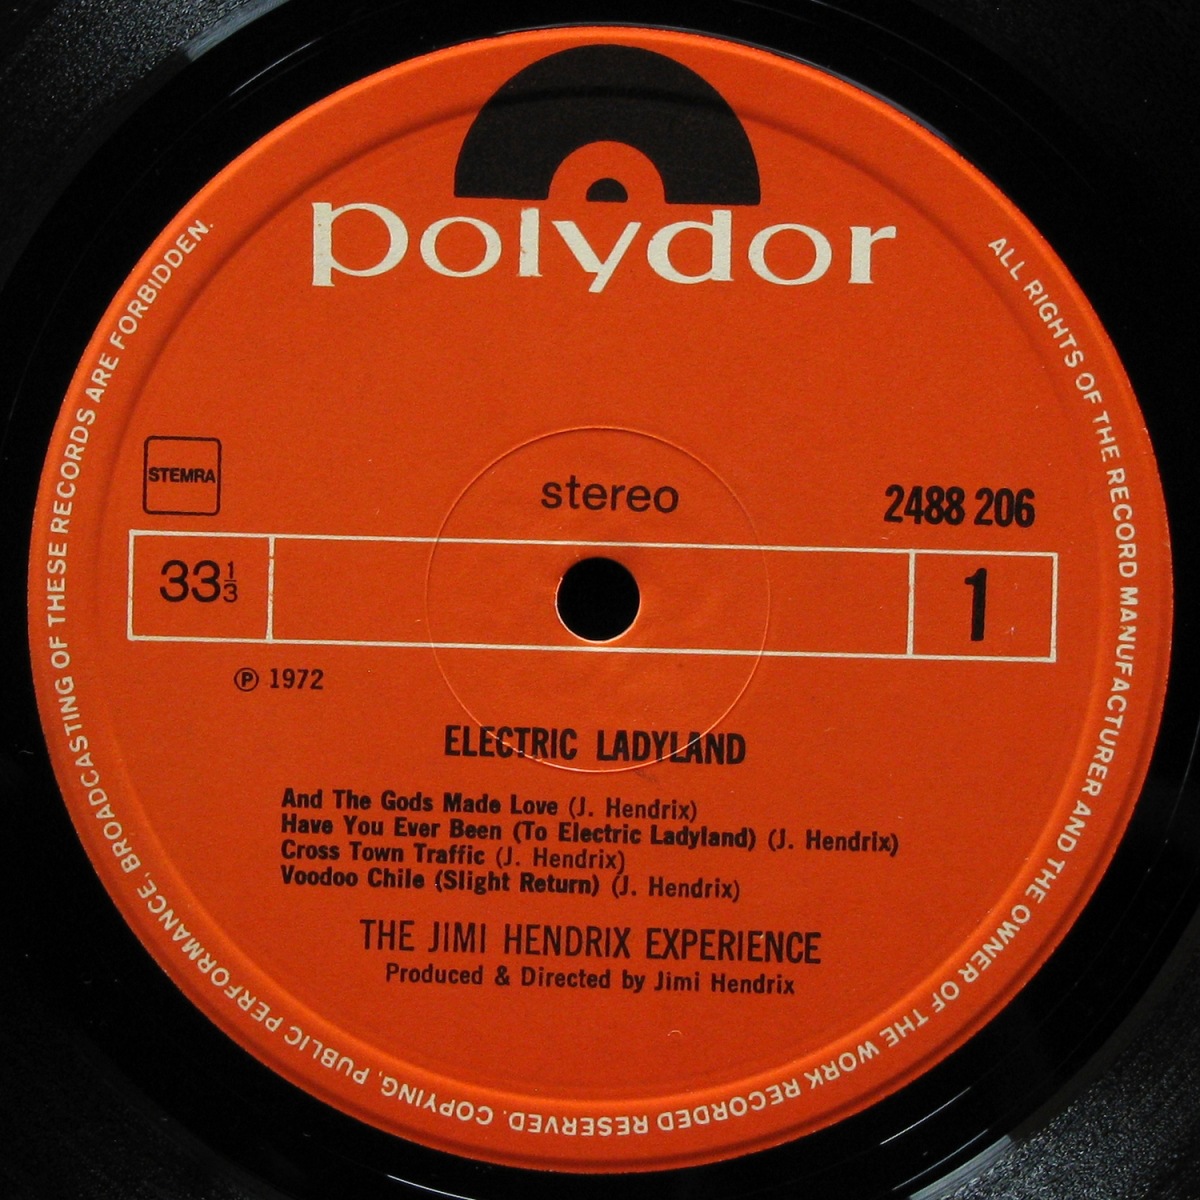 polydor
STEMRA
stereo
2488 206
33 1/3
1
Ⓟ 1972
ELECTRIC LADYLAND
And The Gods Made Love (J. Hendrix)
Have You Ever Been (To Electric Ladyland) (J. Hendrix)
Cross Town Traffic (J. Hendrix)
Voodoo Chile (Slight Return) (J. Hendrix)
THE JIMI HENDRIX EXPERIENCE
Produced & Directed by Jimi Hendrix
ALL RIGHTS OF THE RECORD MANUFACTURER AND THE OWNER OF THE WORK RECORDED RESERVED. COPYING, PUBLIC PERFORMANCE, BROADCASTING OF THESE RECORDS ARE FORBIDDEN.